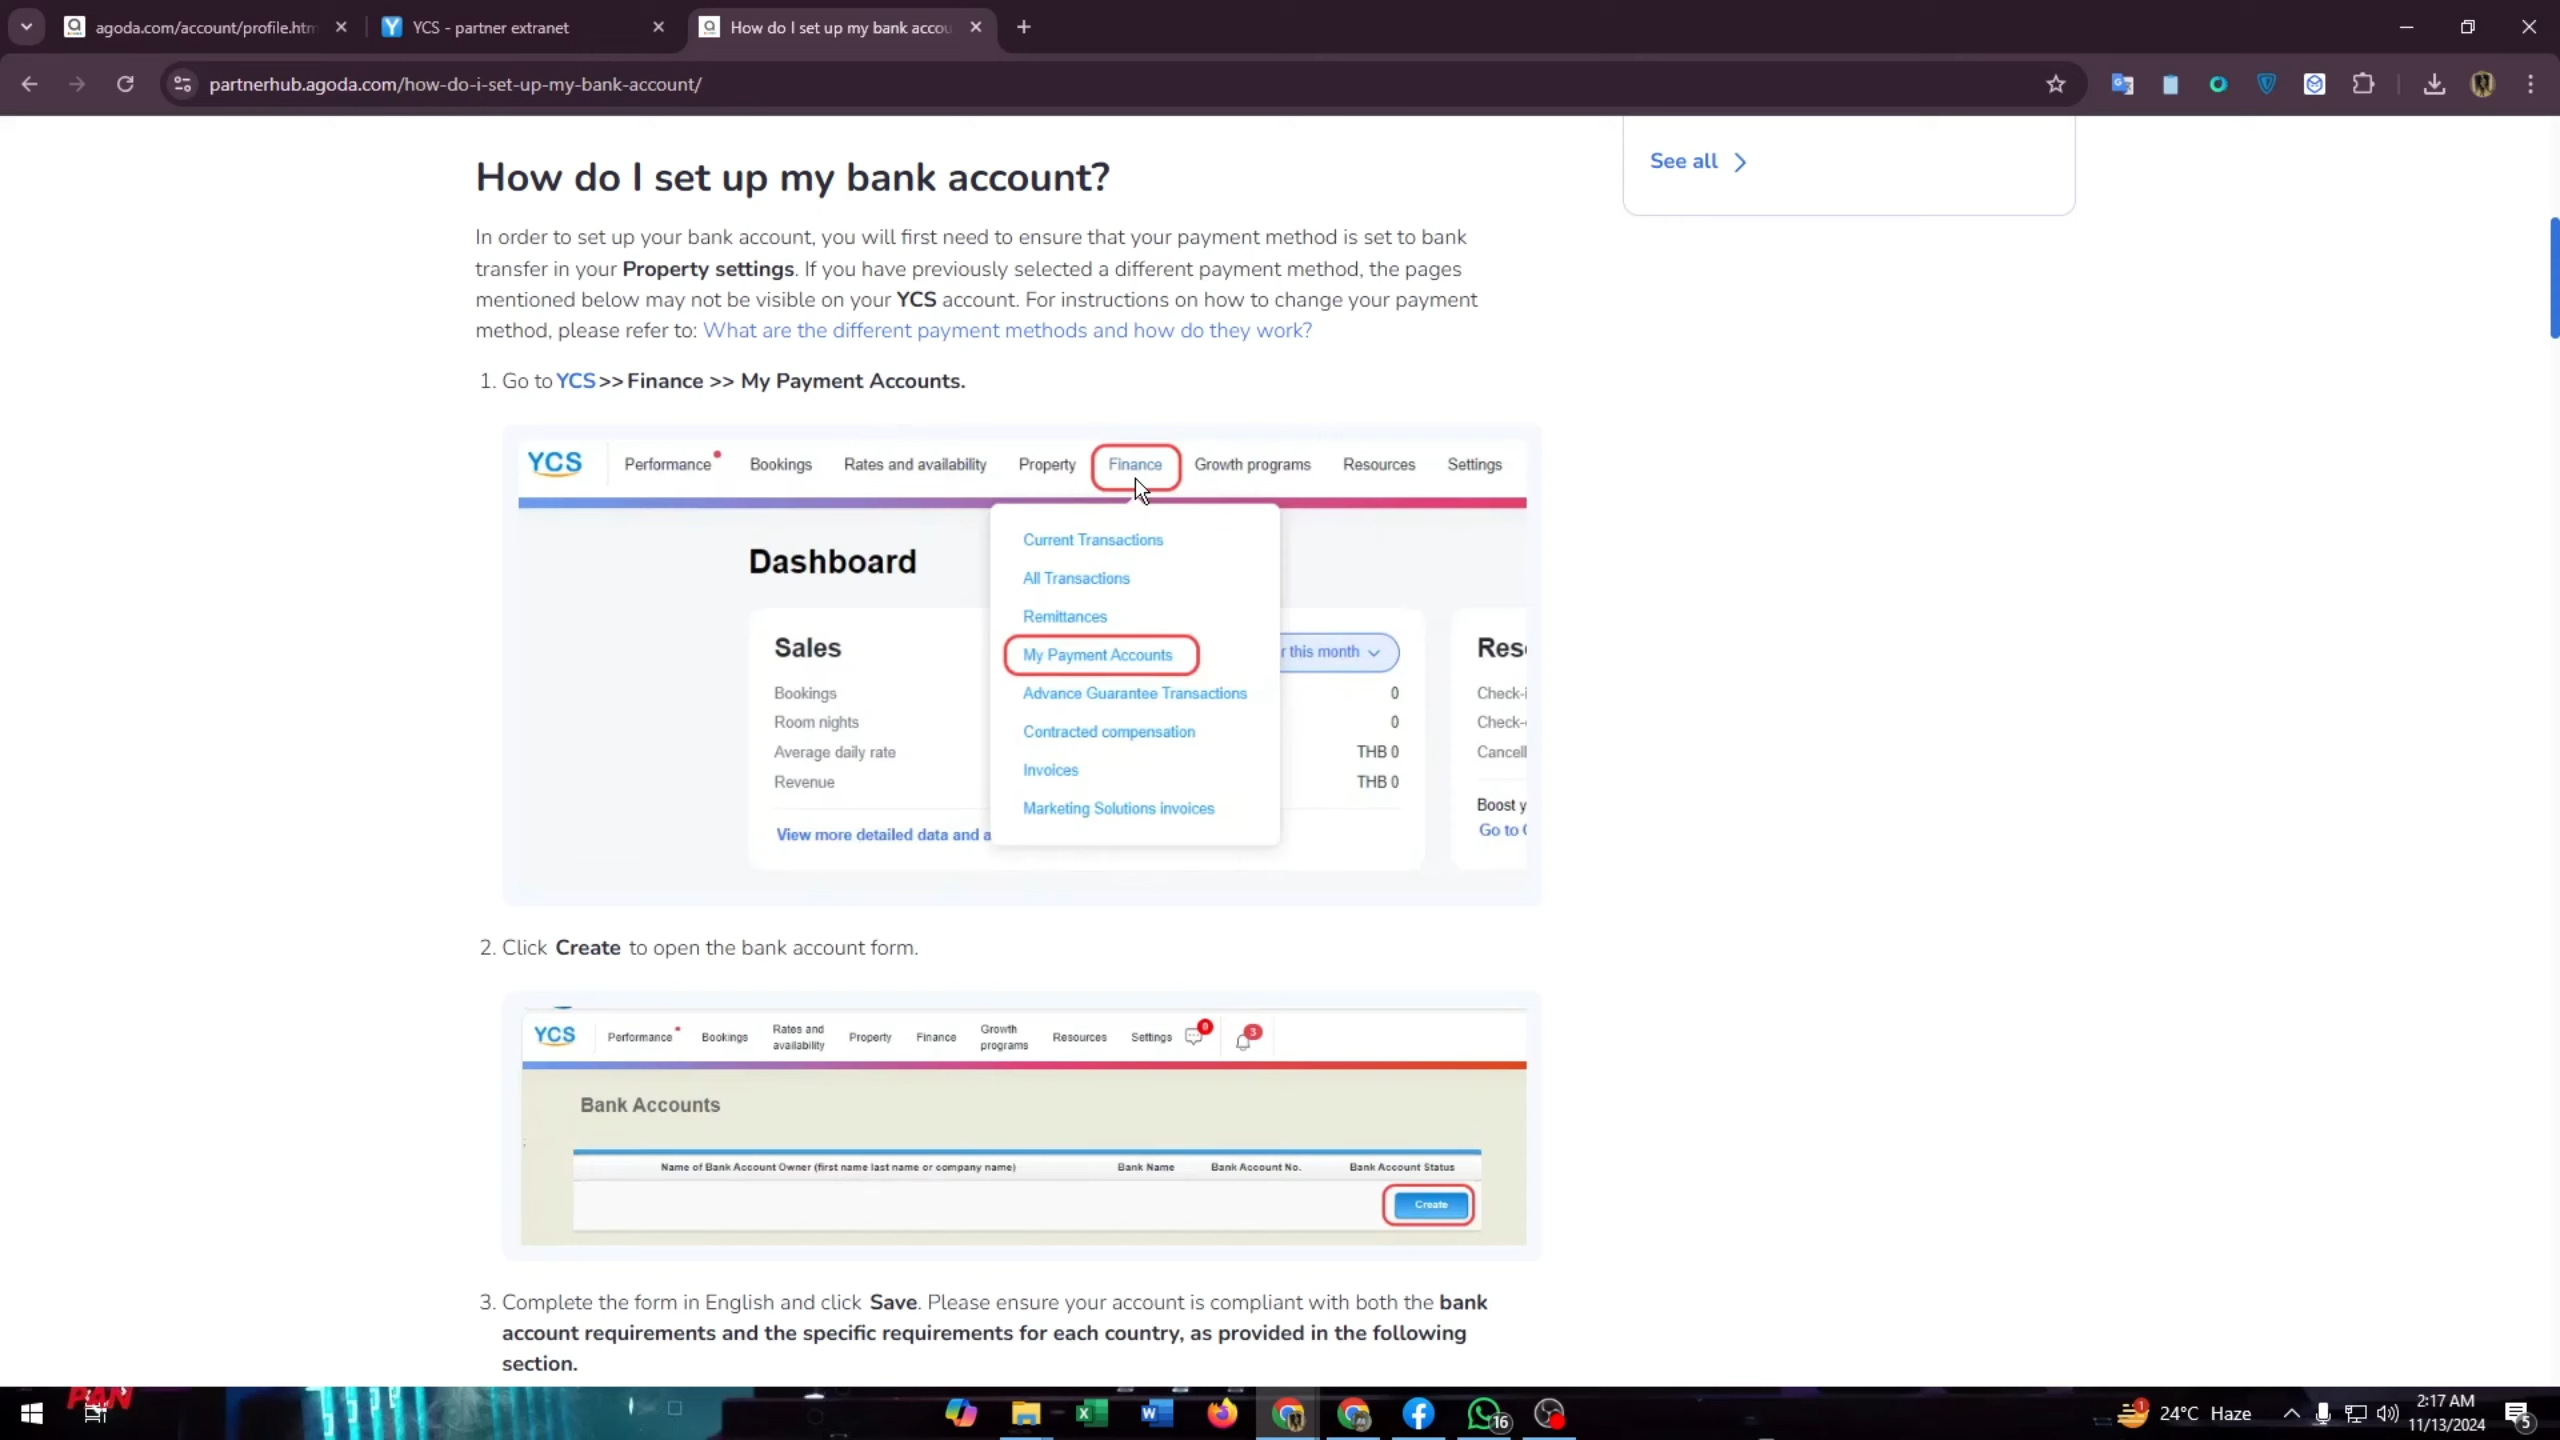 agoda.com/account/profile.htm
YCS - partner extranet
How do I set up my bank accou
partnerhub.agoda.com/how-do-i-set-up-my-bank-account/
See all
How do I set up my bank account?
In order to set up your bank account, you will first need to ensure that your payment method is set to bank
transfer in your Property settings. If you have previously selected a different payment method, the pages
mentioned below may not be visible on your YCS account. For instructions on how to change your payment
method, please refer to: What are the different payment methods and how do they work?
1. Go to YCS >> Finance >> My Payment Accounts.
YCS Performance Bookings Rates and availability Property Finance Growth programs Resources Settings
Current Transactions
Dashboard
All Transactions
Remittances
Sales
My Payment Accounts
r this month
Res
Bookings 0
Advance Guarantee Transactions
Check-i
Room nights 0
Contracted compensation
Check-
Average daily rate THB 0
Cancell
Invoices
Revenue THB 0
Boost y
Marketing Solutions invoices
Go to
View more detailed data and a
2. Click Create to open the bank account form.
YCS Performance Bookings Rates and availability Property Finance Growth programs Resources Settings 0 3
Bank Accounts
Name of Bank Account Owner (first name last name or company name) Bank Name Bank Account No. Bank Account Status
Create
3. Complete the form in English and click Save. Please ensure your account is compliant with both the bank
account requirements and the specific requirements for each country, as provided in the following
section.
16
1
24°C Haze
2:17 AM
11/13/2024
5